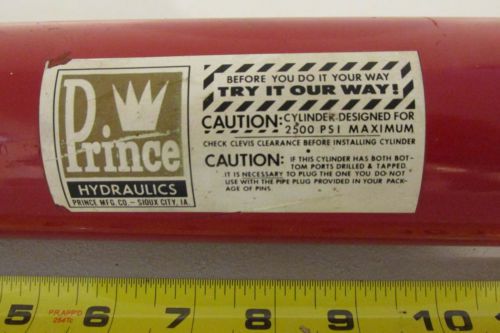 Prince
HYDRAULICS
PRINCE MFG. CO. – SIOUX CITY, IA.
BEFORE YOU DO IT YOUR WAY
TRY IT OUR WAY!
CAUTION: CYLINDER DESIGNED FOR
2500 PSI MAXIMUM
CHECK CLEVIS CLEARANCE BEFORE INSTALLING CYLINDER
CAUTION: IF THIS CYLINDER HAS BOTH BOT-
TOM PORTS DRILLED & TAPPED.
IT IS NECESSARY TO PLUG THE ONE YOU DO NOT
USE WITH THE PIPE PLUG PROVIDED IN YOUR PACK-
AGE OF PINS.
5 6 7 8 9 10